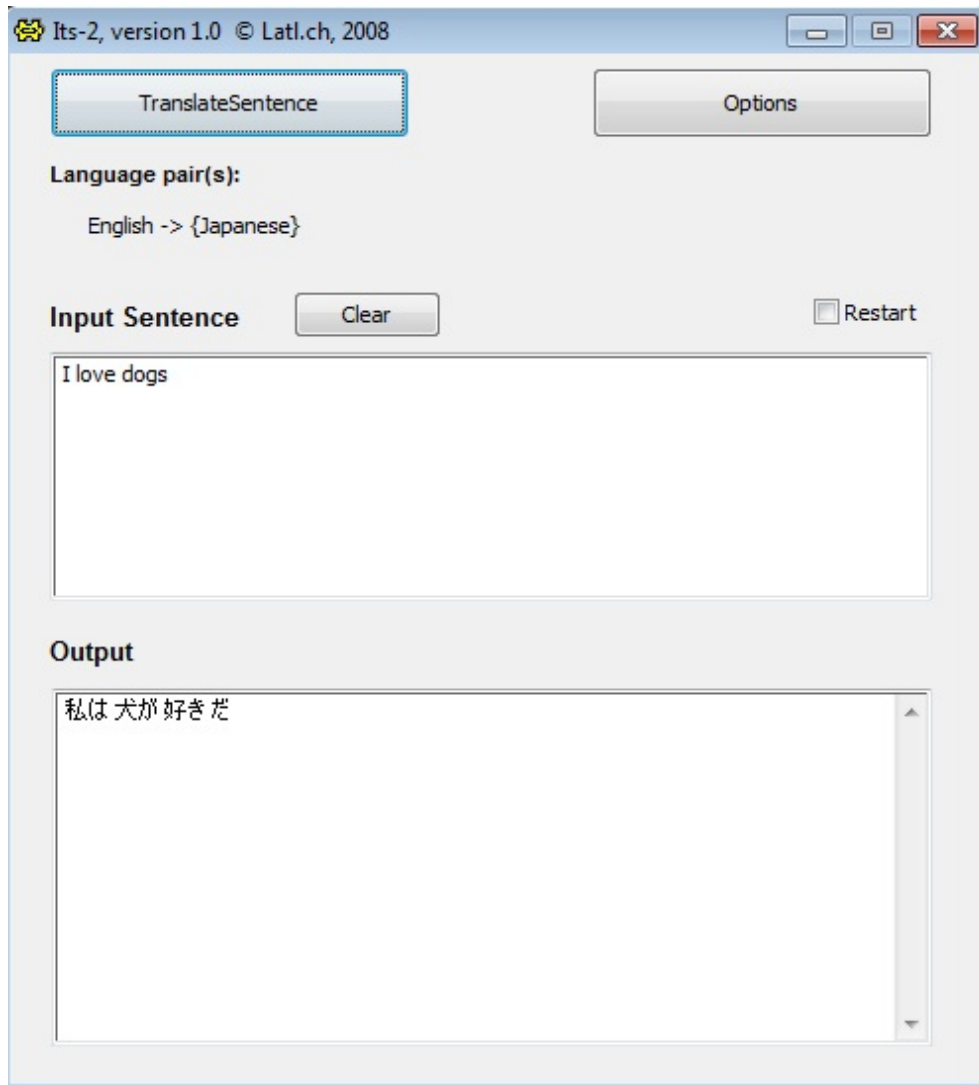 Its-2, version 1.0 © Latl.ch, 2008
TranslateSentence
Options
Language pair(s):
English -> {Japanese}
Input Sentence
Clear
Restart
I love dogs
Output
私は 犬が 好き だ